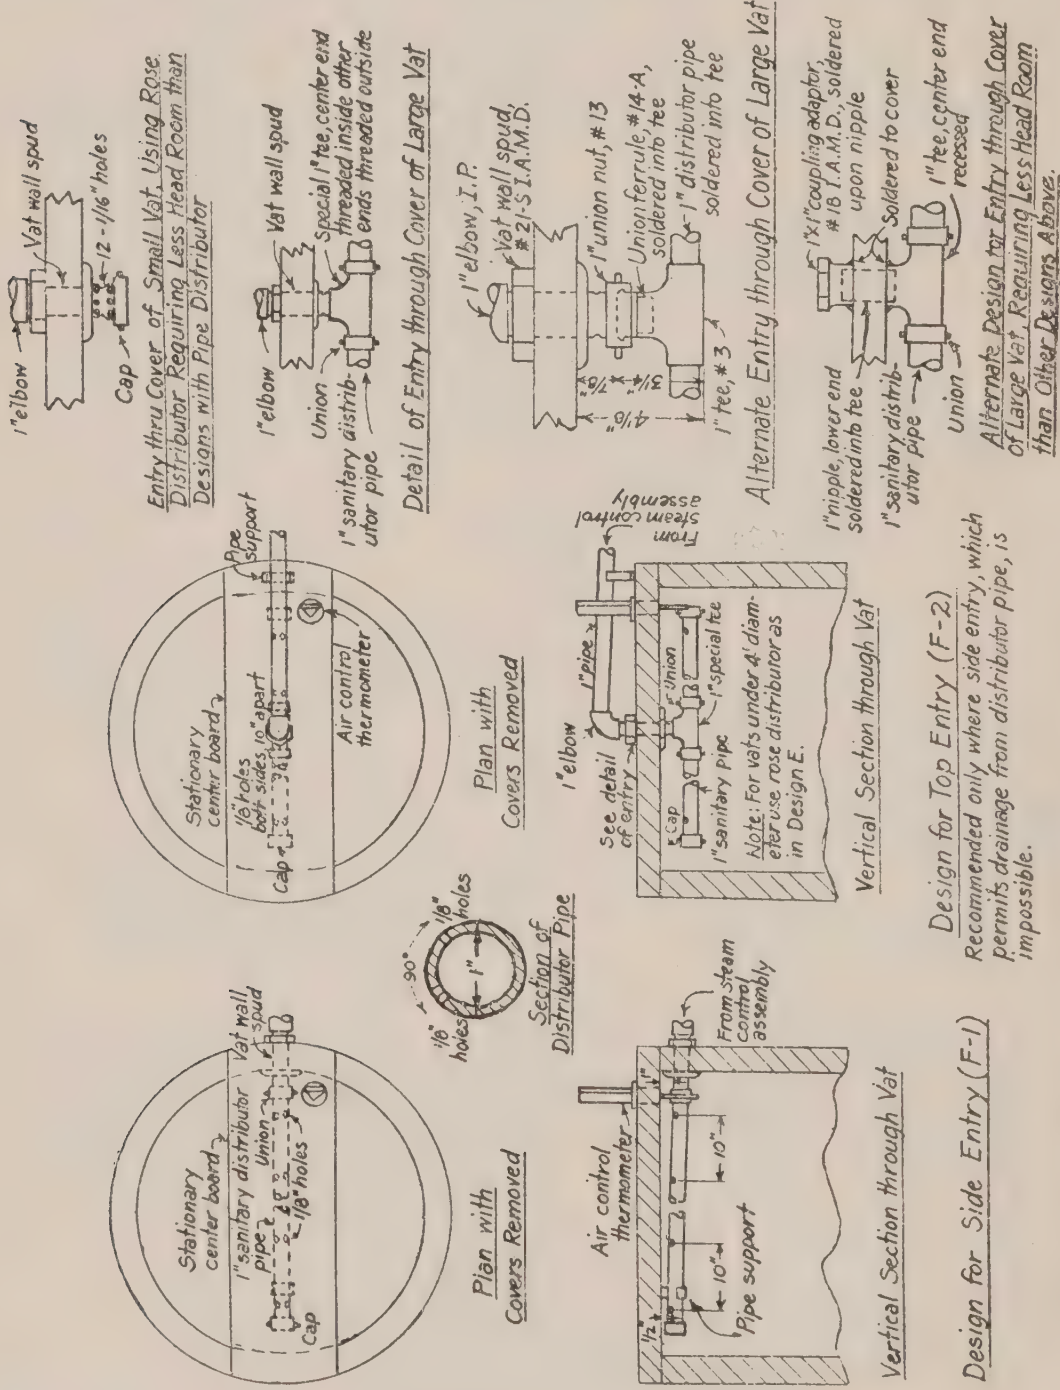 Stationary
center board
1" sanitary distributor
pipe
Union
1/8" holes
Cap
Vat wall
spud
Plan with
Covers Removed
90°
1/8"
holes
1"
1/8"
holes
Section of
Distributor Pipe
Stationary
center board
1/8" holes
both sides 10" apart
Cap
Pipe
support
Air control
thermometer
Plan with
Covers Removed
1" elbow
Vat wall spud
12 - 1/16" holes
Cap
Entry thru Cover of Small Vat, Using Rose
Distributor Requiring Less Head Room than
Designs with Pipe Distributor
1" elbow
Vat wall spud
Special 1" tee, center end
threaded inside other
ends threaded outside
Union
1" sanitary distrib-
utor pipe
Detail of Entry through Cover of Large Vat
Air control
thermometer
1"
From steam
control
assembly
1/2"
10"
10"
Pipe support
Vertical Section through Vat
Design for Side Entry (F-1)
1" elbow
See detail
of entry
1" pipe
From
steam control
assembly
Cap
Union
1" special tee
1" sanitary pipe
Note: For vats under 4' diam-
eter use rose distributor as
in Design E.
Vertical Section through Vat
Design for Top Entry (F-2)
Recommended only where side entry, which
permits drainage from distributor pipe, is
impossible.
1" elbow, I.P.
Vat wall spud,
#21-S I.A.M.D.
1" union nut, #13
Union ferrule, #14-A,
soldered into tee
1" distributor pipe
soldered into tee
4 1/8"
3 1/4"
7/8"
1" tee, #3
Alternate Entry through Cover of Large Vat
1"x1" coupling adaptor,
#18 I.A.M.D., soldered
upon nipple
1" nipple, lower end
soldered into tee
Soldered to cover
1" sanitary distrib-
utor pipe
Union
1" tee, center end
recessed
Alternate Design for Entry through Cover
of Large Vat, Requiring Less Head Room
than Other Designs Above.